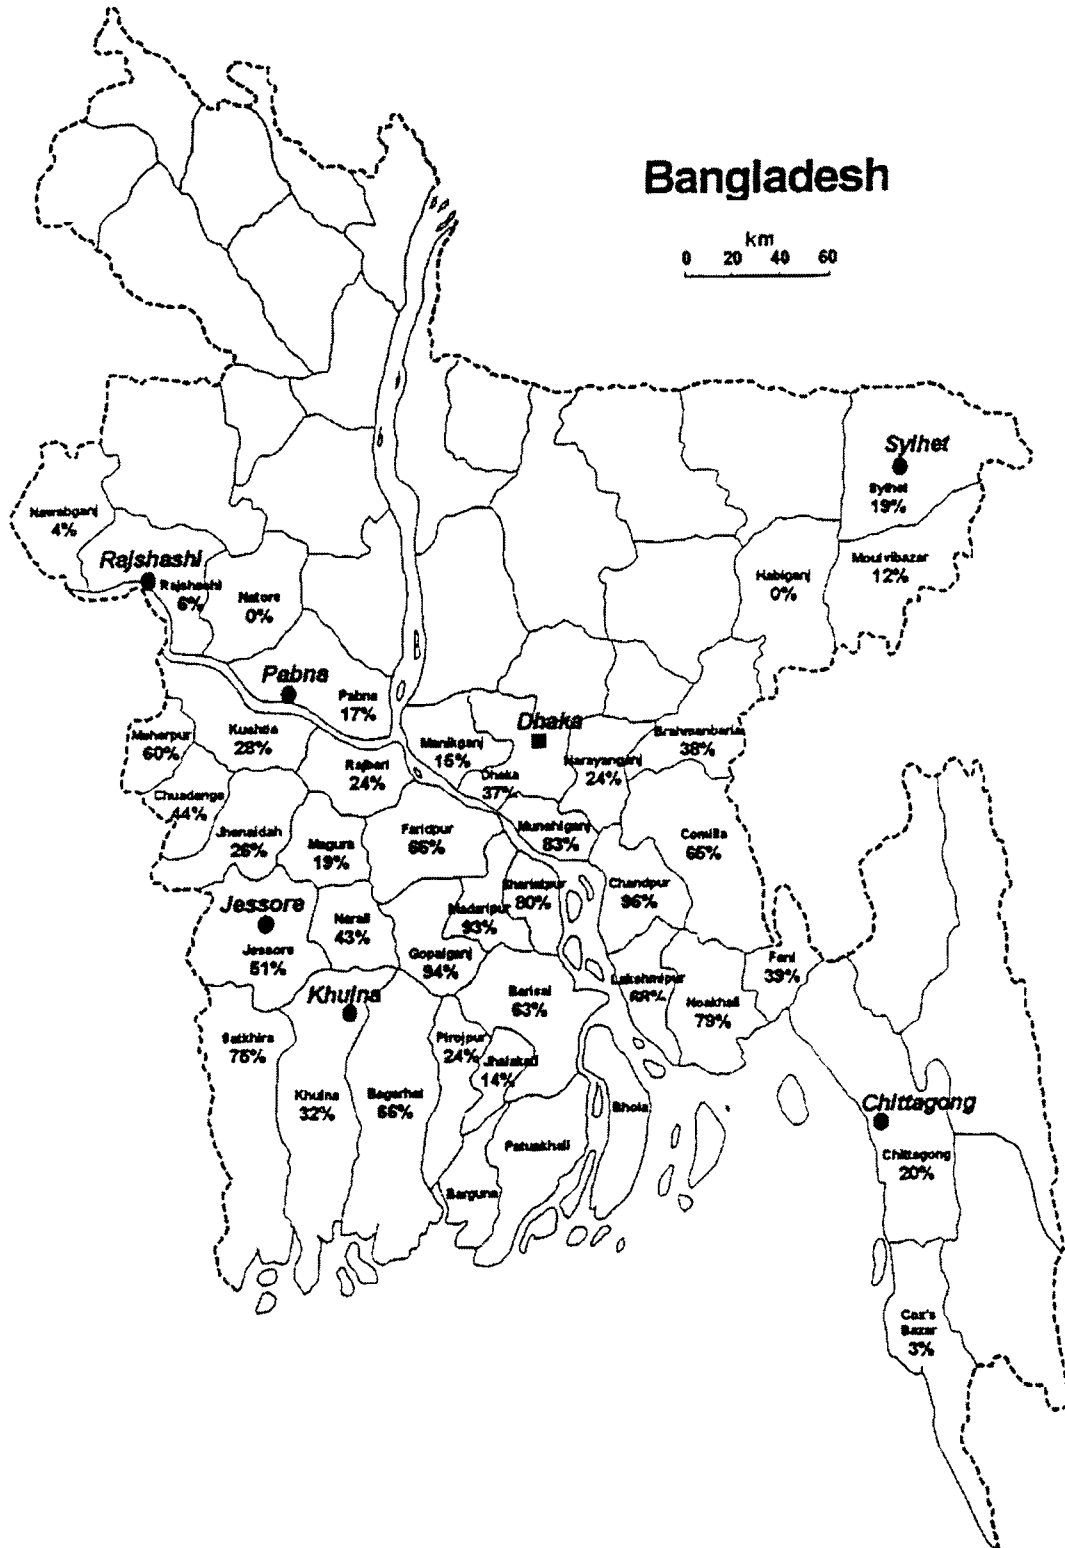 Bangladesh
km
0 20 40 60
Sylhet
Sylhet
19%
Nawabganj
4%
Moulvibazar
12%
Rajshashi
Rajshashi
6%
Habiganj
0%
Natore
0%
Pabna
Pabna
17%
Dhaka
Meherpur
60%
Kushtia
28%
Manikganj
15%
Brahmanbaria
38%
Rajbari
24%
Dhaka
37%
Narayanganj
24%
Chuadanga
44%
Jhenaidah
26%
Magura
19%
Faridpur
65%
Munshiganj
83%
Comilla
65%
Shariatpur
80%
Chandpur
96%
Jessore
Jessore
51%
Narail
43%
Madaripur
93%
Gopalganj
94%
Feni
39%
Khulna
Barisal
63%
Lakshmipur
Noakhali
79%
Satkhira
Pirojpur
24%
Jhalakati
14%
Khulna
32%
Bagerhat
Bhola
Chittagong
Patuakhali
Chittagong
20%
Barguna
Cox's
Bazar
3%